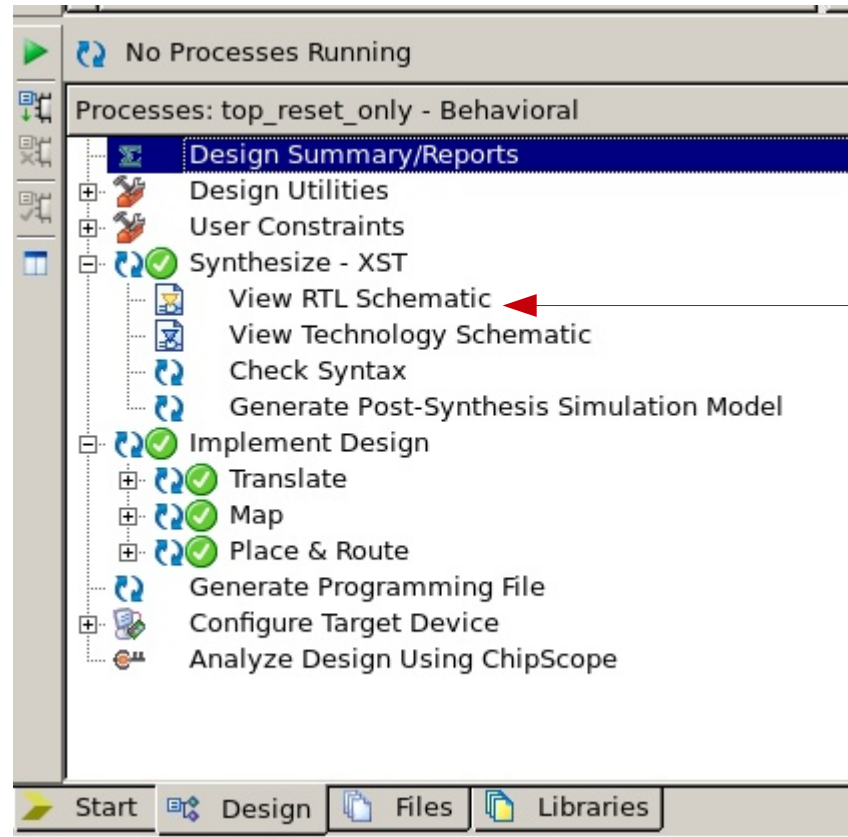 No Processes Running
Processes: top_reset_only - Behavioral
Design Summary/Reports
Design Utilities
User Constraints
Synthesize - XST
View RTL Schematic
View Technology Schematic
Check Syntax
Generate Post-Synthesis Simulation Model
Implement Design
Translate
Map
Place & Route
Generate Programming File
Configure Target Device
Analyze Design Using ChipScope
Start Design Files Libraries